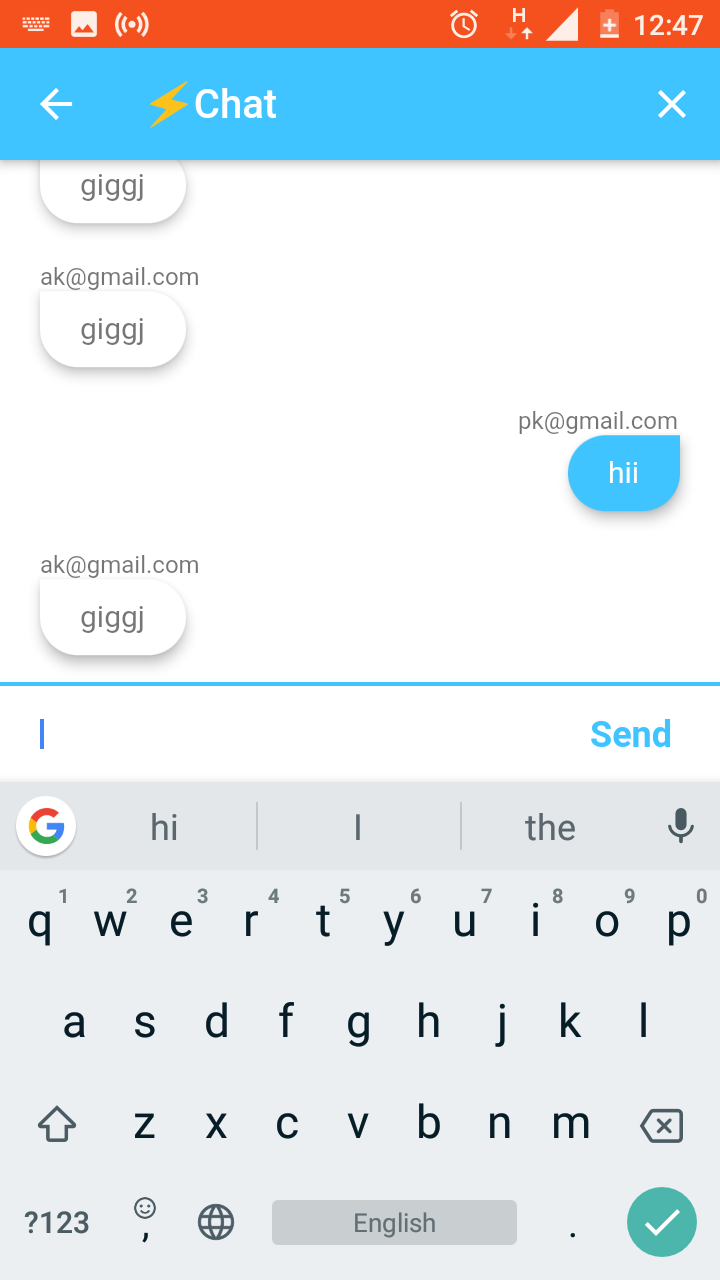 H
12:47
⚡Chat
giggj
ak@gmail.com
giggj
pk@gmail.com
hii
ak@gmail.com
giggj
Send
G hi I the
1 2 3 4 5 6 7 8 9 0
q w e r t y u i o p
a s d f g h j k l
z x c v b n m
?123 , English .